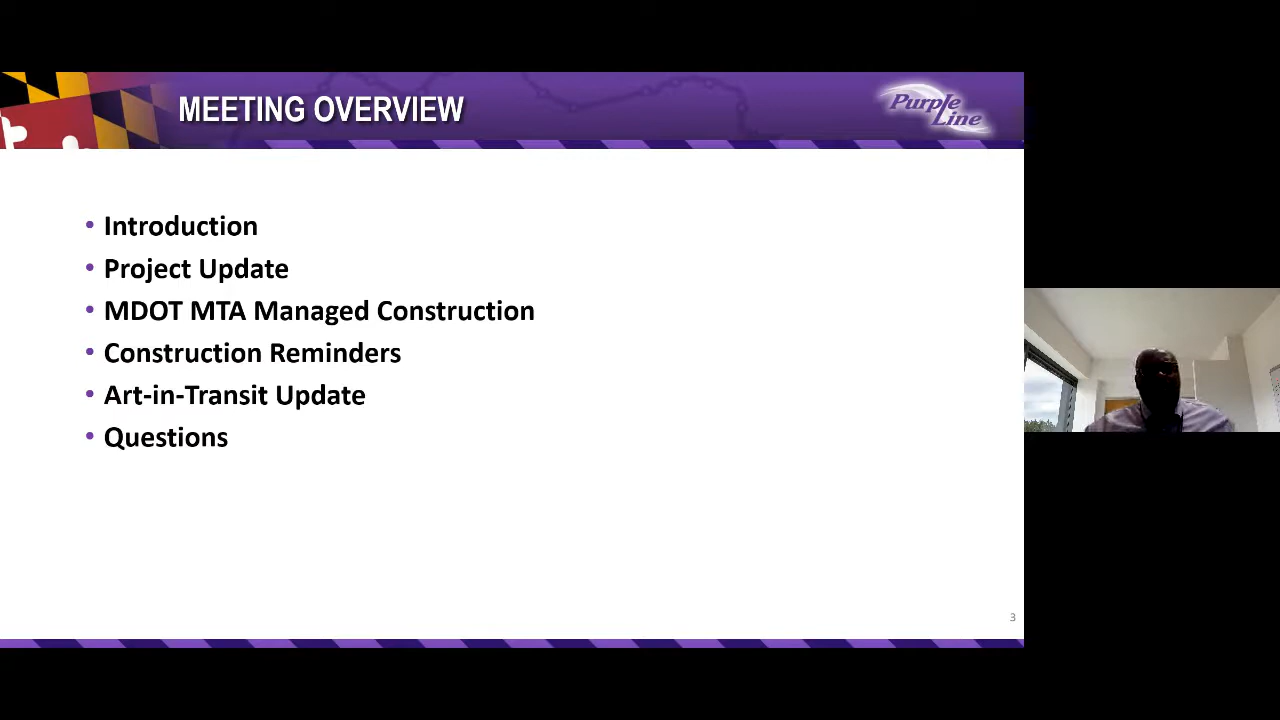 MEETING OVERVIEW
Purple
Line
• Introduction
• Project Update
• MDOT MTA Managed Construction
• Construction Reminders
• Art-in-Transit Update
• Questions
3